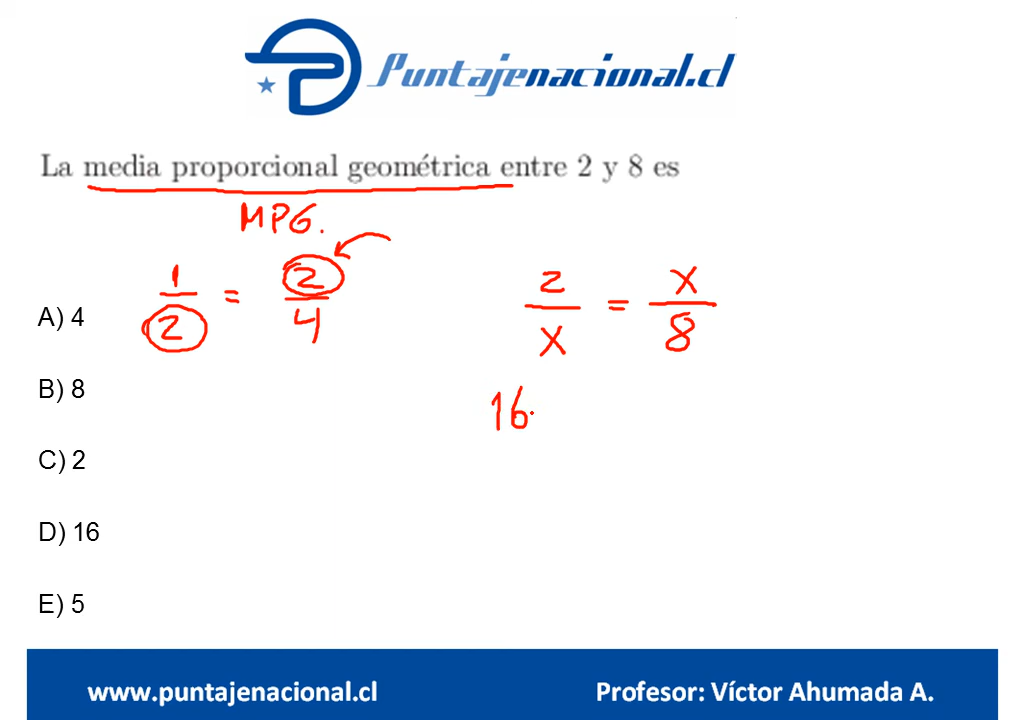 Puntajenacional.cl
La media proporcional geométrica entre 2 y 8 es
MPG.
1/2 = 2/4
2/x = x/8
A) 4
16
B) 8
C) 2
D) 16
E) 5
www.puntajenacional.cl Profesor: Víctor Ahumada A.